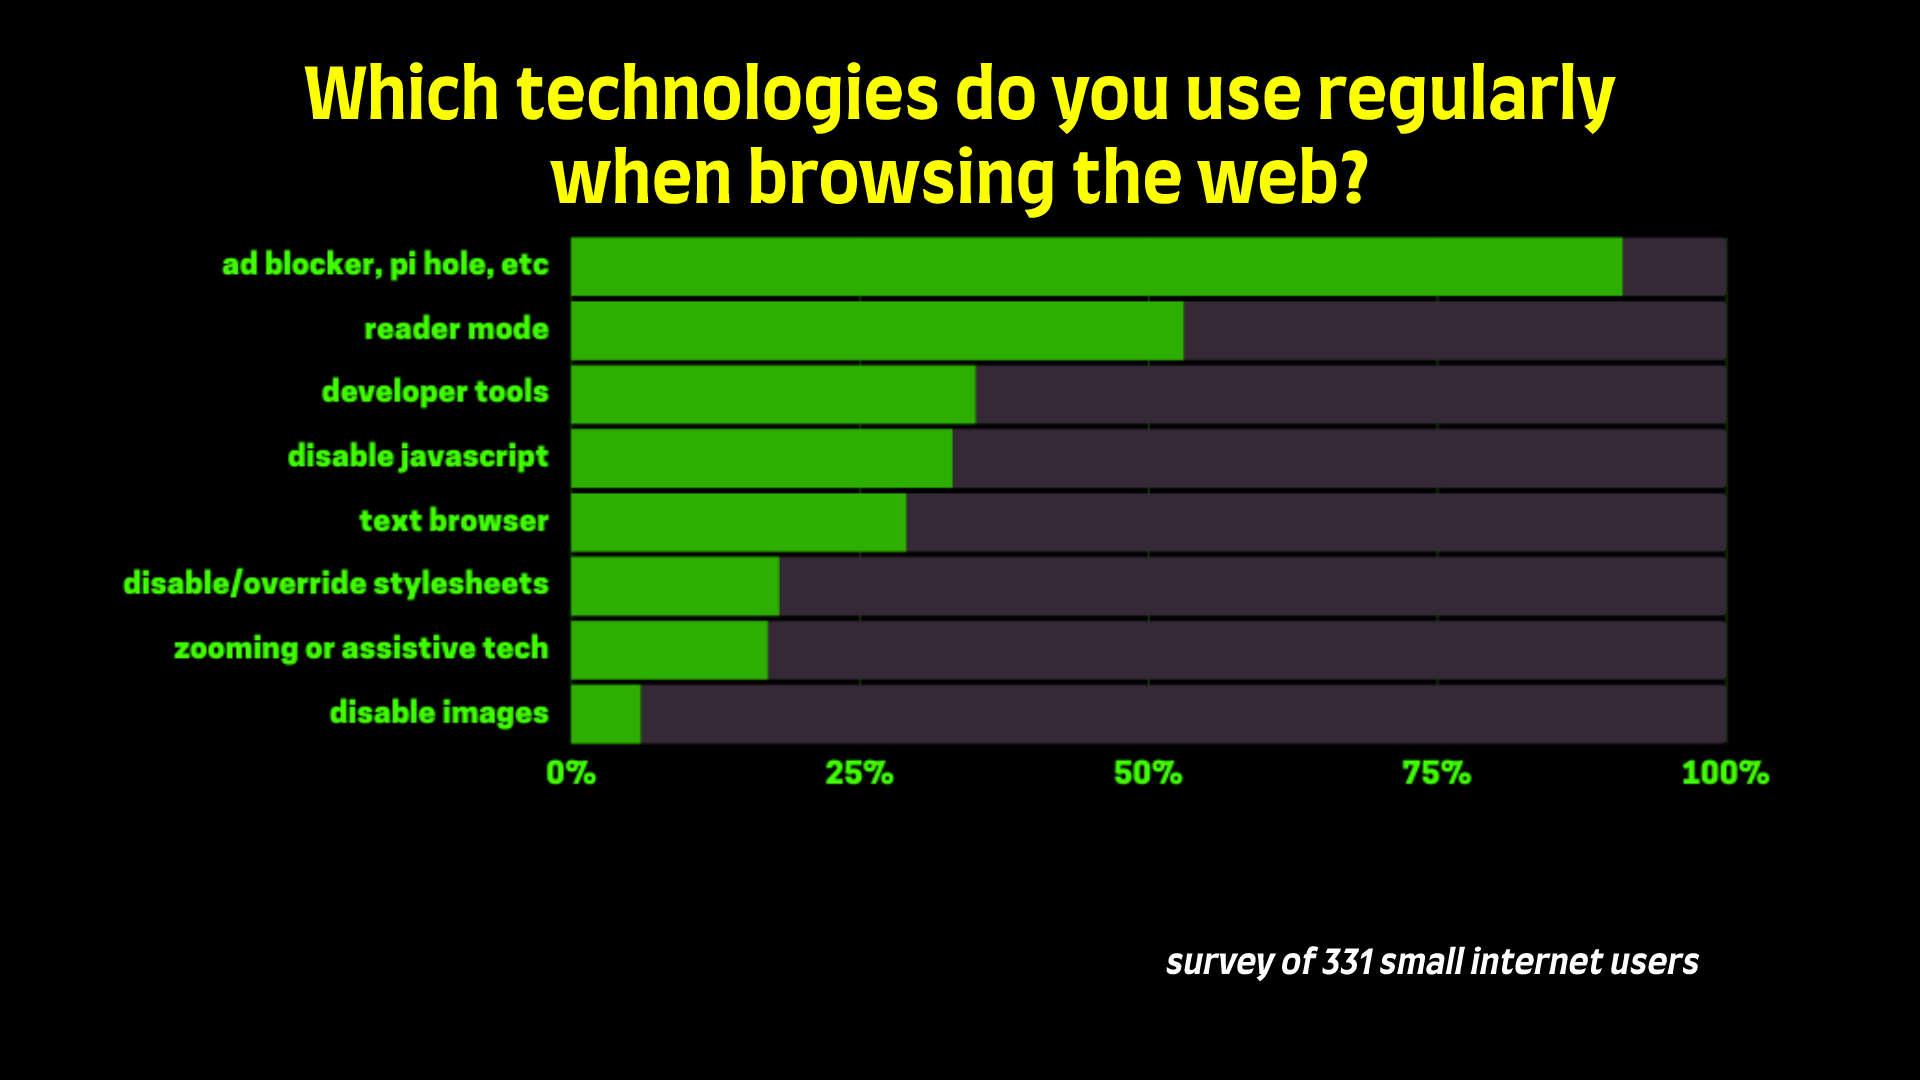 Which technologies do you use regularly
when browsing the web?
ad blocker, pi hole, etc
reader mode
developer tools
disable javascript
text browser
disable/override stylesheets
zooming or assistive tech
disable images
0% 25% 50% 75% 100%
survey of 331 small internet users